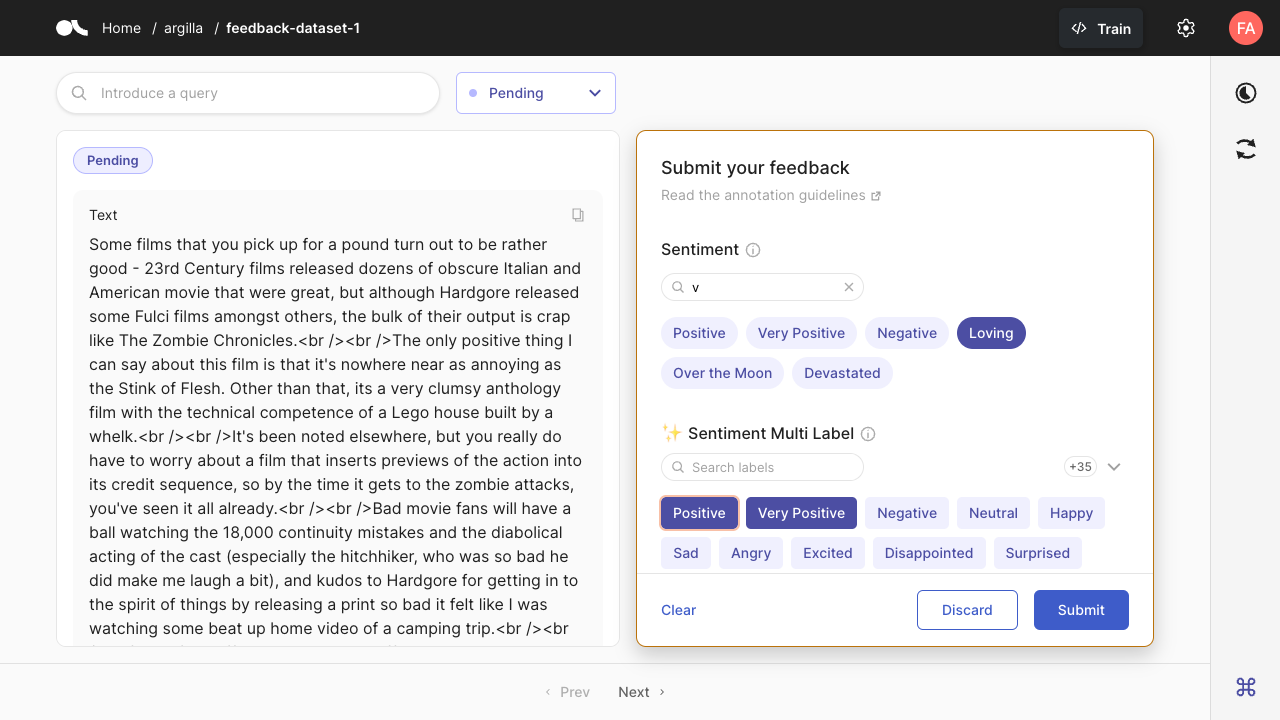 Home / argilla / feedback-dataset-1
Train
FA
Introduce a query
Pending
Pending
Text
Some films that you pick up for a pound turn out to be rather
good - 23rd Century films released dozens of obscure Italian and
American movie that were great, but although Hardgore released
some Fulci films amongst others, the bulk of their output is crap
like The Zombie Chronicles.<br /><br />The only positive thing I
can say about this film is that it's nowhere near as annoying as
the Stink of Flesh. Other than that, its a very clumsy anthology
film with the technical competence of a Lego house built by a
whelk.<br /><br />It's been noted elsewhere, but you really do
have to worry about a film that inserts previews of the action into
its credit sequence, so by the time it gets to the zombie attacks,
you've seen it all already.<br /><br />Bad movie fans will have a
ball watching the 18,000 continuity mistakes and the diabolical
acting of the cast (especially the hitchhiker, who was so bad he
did make me laugh a bit), and kudos to Hardgore for getting in to
the spirit of things by releasing a print so bad it felt like I was
watching some beat up home video of a camping trip.<br /><br
Submit your feedback
Read the annotation guidelines
Sentiment
v
Positive Very Positive Negative Loving
Over the Moon Devastated
✨ Sentiment Multi Label
Search labels
+35
Positive Very Positive Negative Neutral Happy
Sad Angry Excited Disappointed Surprised
Clear Discard Submit
Prev Next